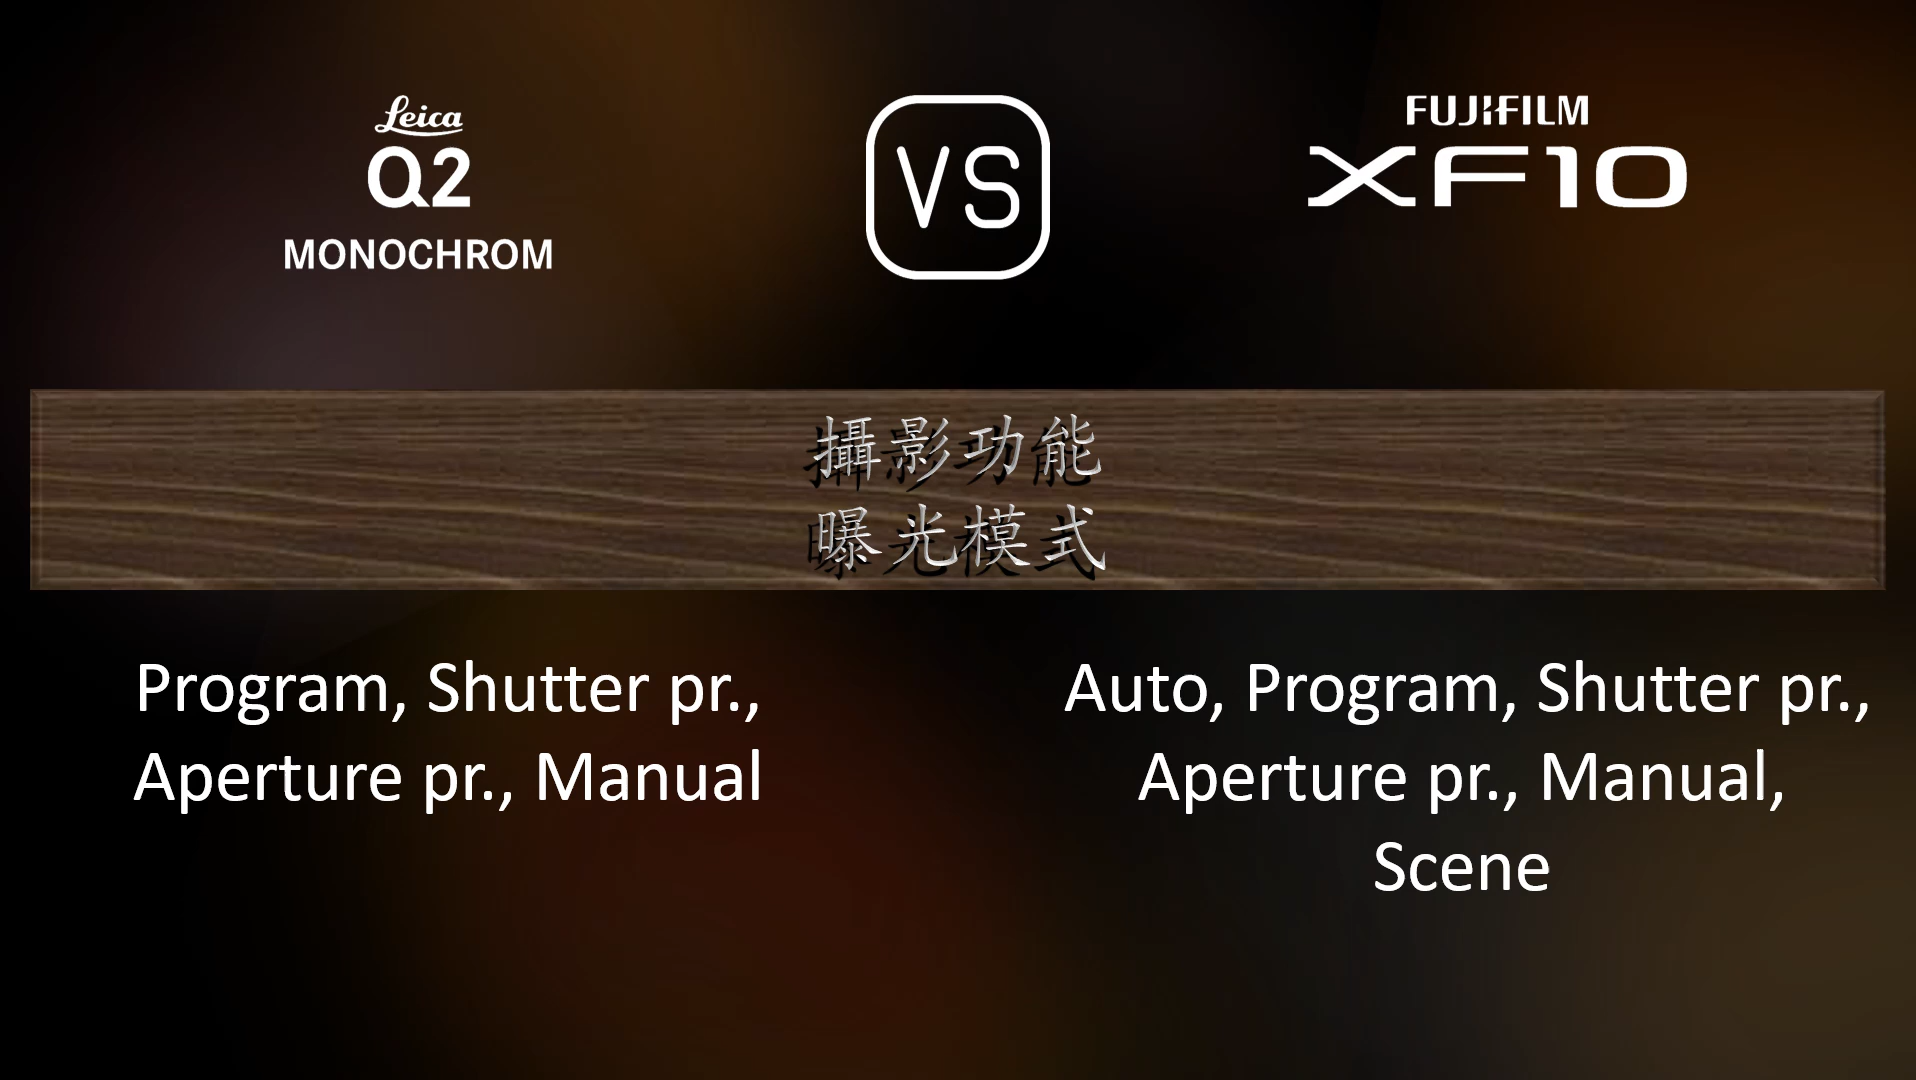 Leica
Q2
MONOCHROM
VS
FUJIFILM
XF10
攝影功能
曝光模式
Program, Shutter pr.,
Aperture pr., Manual
Auto, Program, Shutter pr.,
Aperture pr., Manual,
Scene